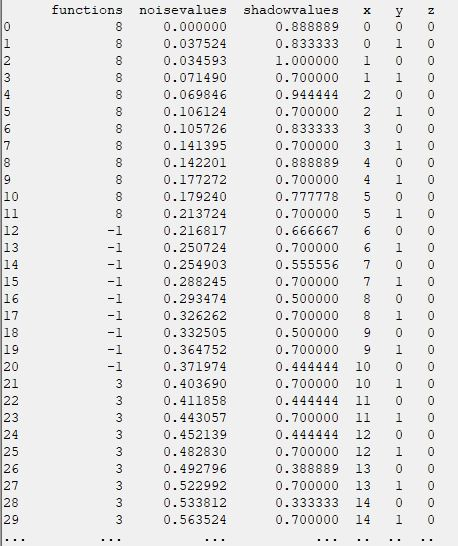 functions noisevalues shadowvalues x y z
0 8 0.000000 0.888889 0 0 0
1 8 0.037524 0.833333 0 1 0
2 8 0.034593 1.000000 1 0 0
3 8 0.071490 0.700000 1 1 0
4 8 0.069846 0.944444 2 0 0
5 8 0.106124 0.700000 2 1 0
6 8 0.105726 0.833333 3 0 0
7 8 0.141395 0.700000 3 1 0
8 8 0.142201 0.888889 4 0 0
9 8 0.177272 0.700000 4 1 0
10 8 0.179240 0.777778 5 0 0
11 8 0.213724 0.700000 5 1 0
12 -1 0.216817 0.666667 6 0 0
13 -1 0.250724 0.700000 6 1 0
14 -1 0.254903 0.555556 7 0 0
15 -1 0.288245 0.700000 7 1 0
16 -1 0.293474 0.500000 8 0 0
17 -1 0.326262 0.700000 8 1 0
18 -1 0.332505 0.500000 9 0 0
19 -1 0.364752 0.700000 9 1 0
20 -1 0.371974 0.444444 10 0 0
21 3 0.403690 0.700000 10 1 0
22 3 0.411858 0.444444 11 0 0
23 3 0.443057 0.700000 11 1 0
24 3 0.452139 0.444444 12 0 0
25 3 0.482830 0.700000 12 1 0
26 3 0.492796 0.388889 13 0 0
27 3 0.522992 0.700000 13 1 0
28 3 0.533812 0.333333 14 0 0
29 3 0.563524 0.700000 14 1 0
... ... ... ... .. .. ..